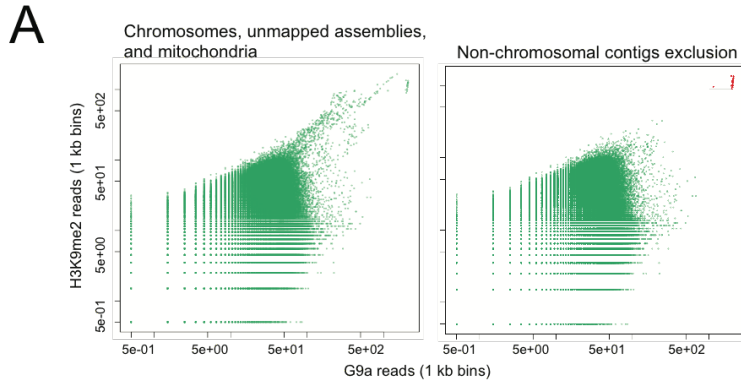 A
Chromosomes, unmapped assemblies,
and mitochondria
Non-chromosomal contigs exclusion
H3K9me2 reads (1 kb bins)
5e+02
5e+01
5e+00
5e-01
5e-01 5e+00 5e+01 5e+02
5e-01 5e+00 5e+01 5e+02
G9a reads (1 kb bins)